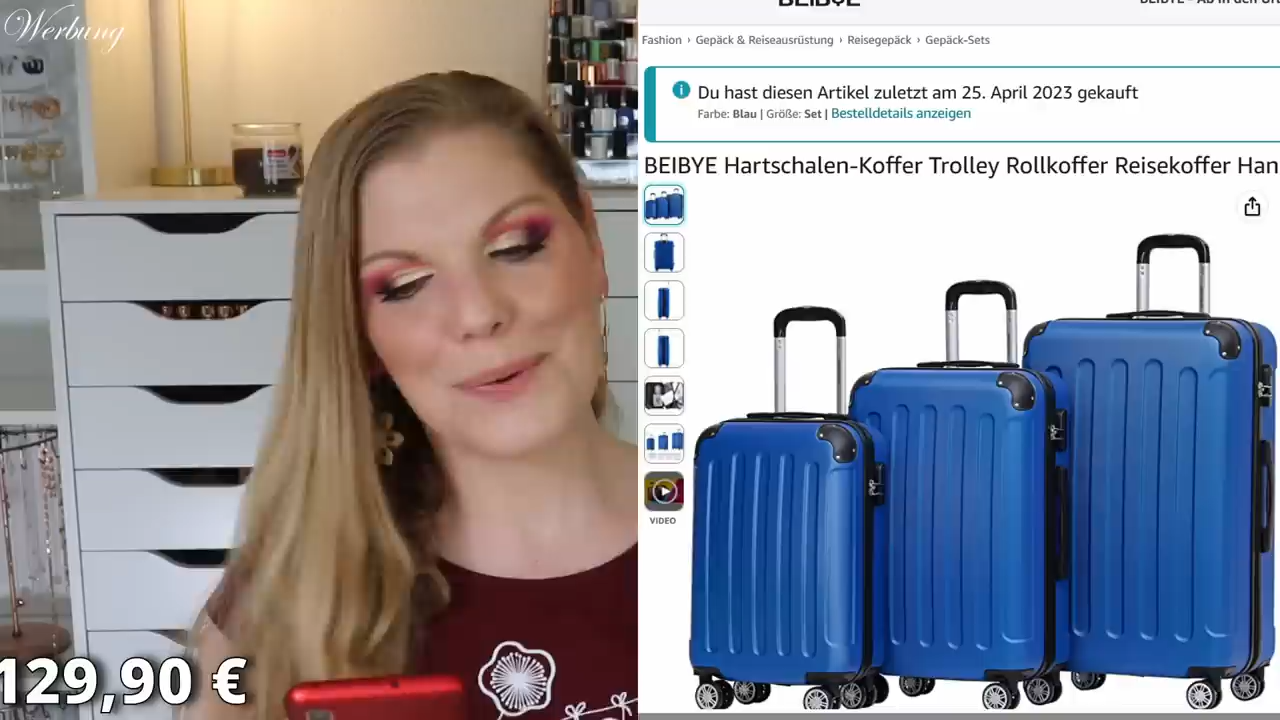 Werbung
129,90 €
BEIBYE
Fashion › Gepäck & Reiseausrüstung › Reisegepäck › Gepäck-Sets
Du hast diesen Artikel zuletzt am 25. April 2023 gekauft
Farbe: Blau | Größe: Set | Bestelldetails anzeigen
BEIBYE Hartschalen-Koffer Trolley Rollkoffer Reisekoffer Han
VIDEO